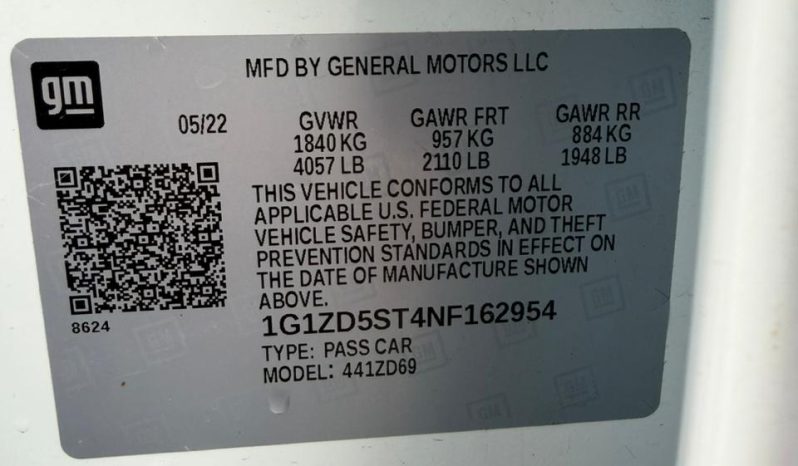 gm
MFD BY GENERAL MOTORS LLC
05/22 GVWR GAWR FRT GAWR RR
1840 KG 957 KG 884 KG
4057 LB 2110 LB 1948 LB
THIS VEHICLE CONFORMS TO ALL
APPLICABLE U.S. FEDERAL MOTOR
VEHICLE SAFETY, BUMPER, AND THEFT
PREVENTION STANDARDS IN EFFECT ON
THE DATE OF MANUFACTURE SHOWN
ABOVE.
8624
1G1ZD5ST4NF162954
TYPE: PASS CAR
MODEL: 441ZD69